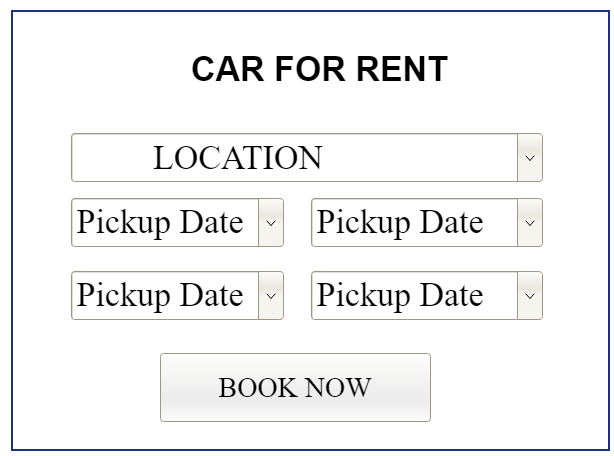 CAR FOR RENT
LOCATION
Pickup Date Pickup Date
Pickup Date Pickup Date
BOOK NOW